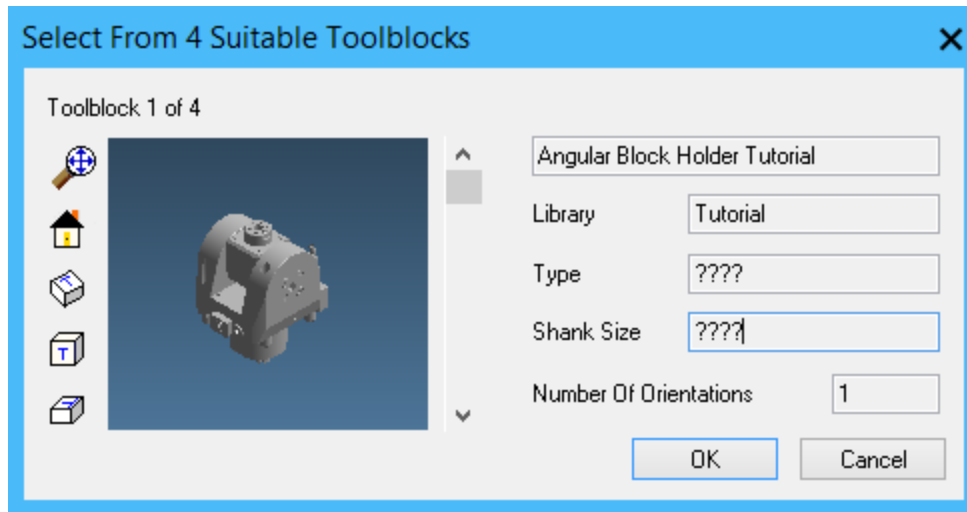 Select From 4 Suitable Toolblocks
Toolblock 1 of 4
Angular Block Holder Tutorial
Library Tutorial
Type ????
Shank Size ????
Number Of Orientations 1
T
OK Cancel